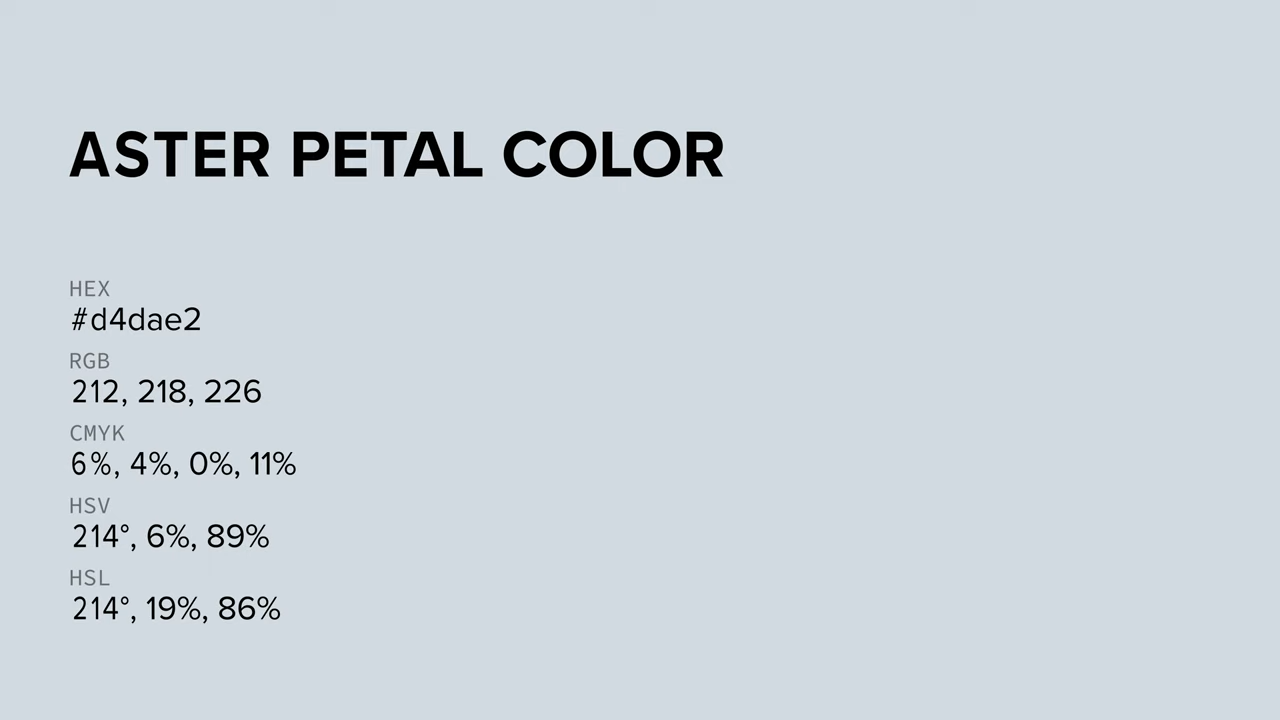 ASTER PETAL COLOR
HEX
#d4dae2
RGB
212, 218, 226
CMYK
6%, 4%, 0%, 11%
HSV
214°, 6%, 89%
HSL
214°, 19%, 86%